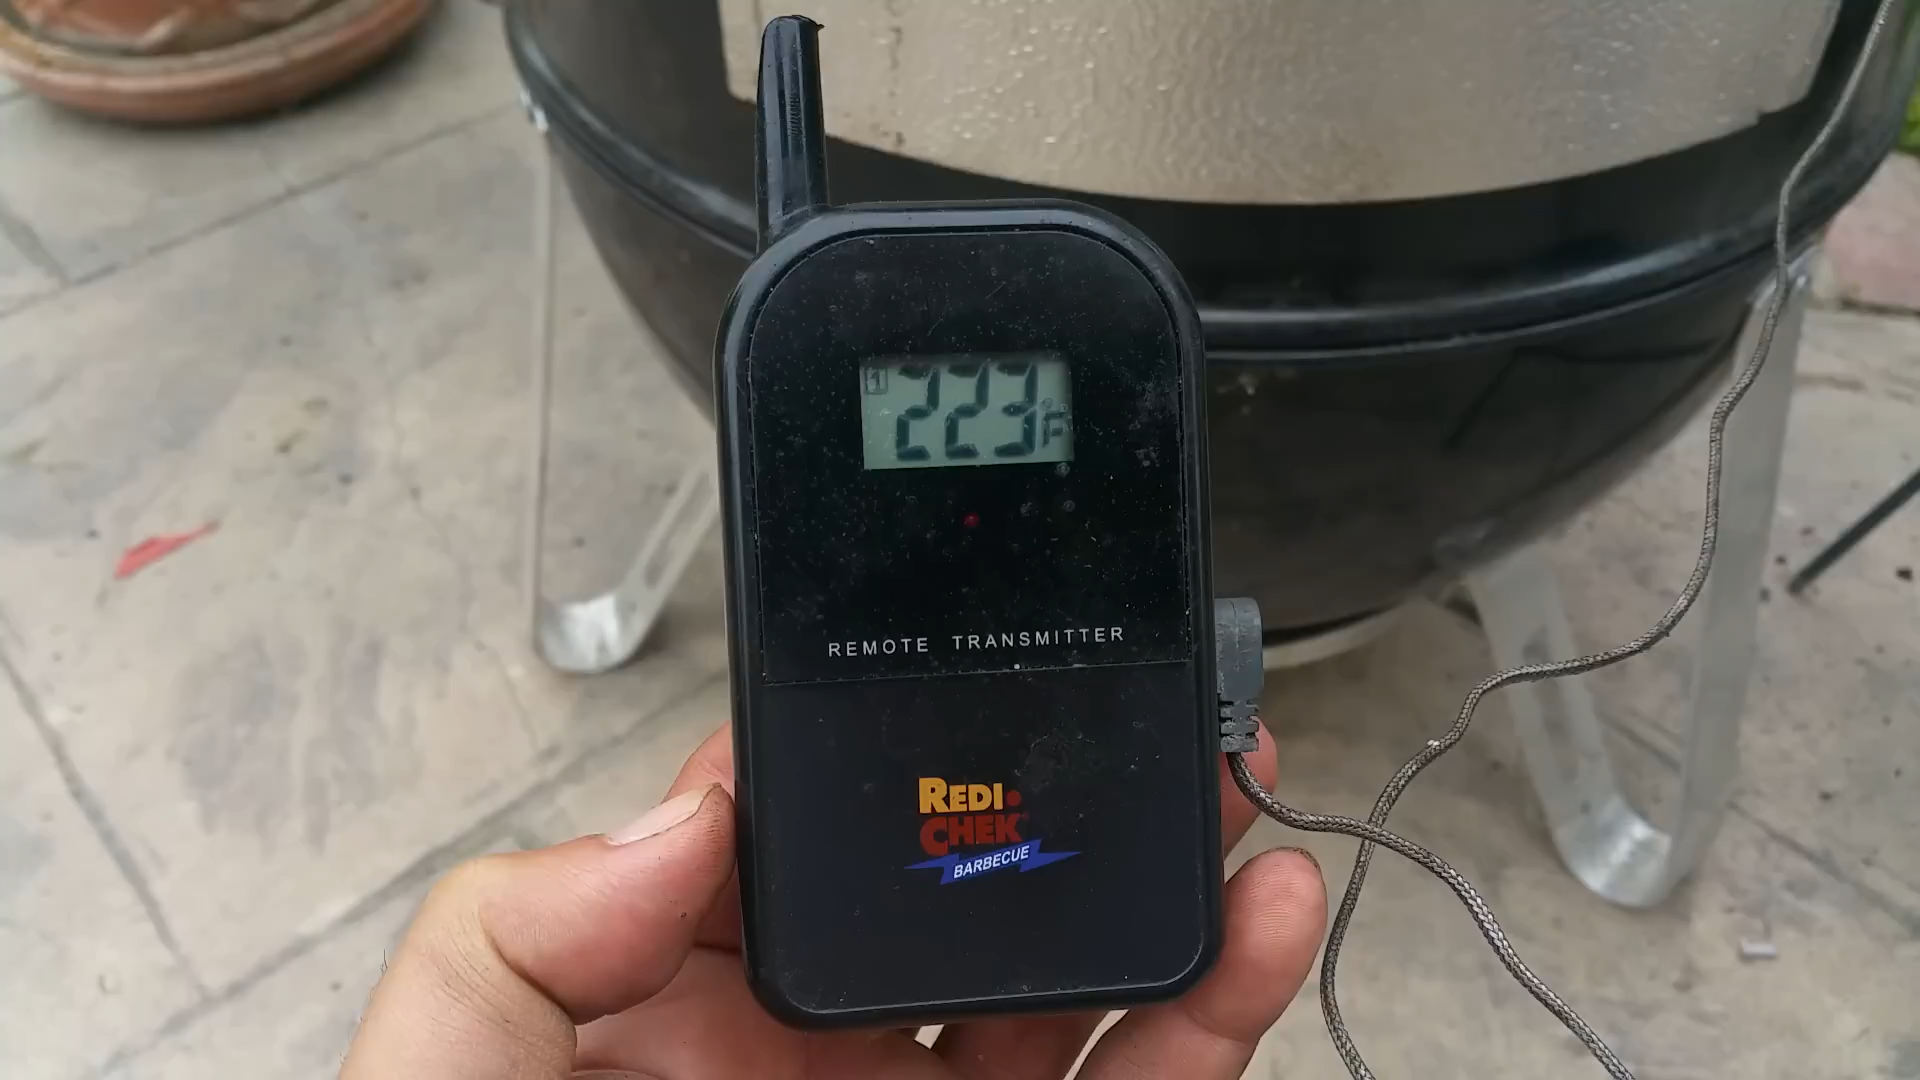 1 223°F
REMOTE TRANSMITTER
REDI
CHEK
BARBECUE